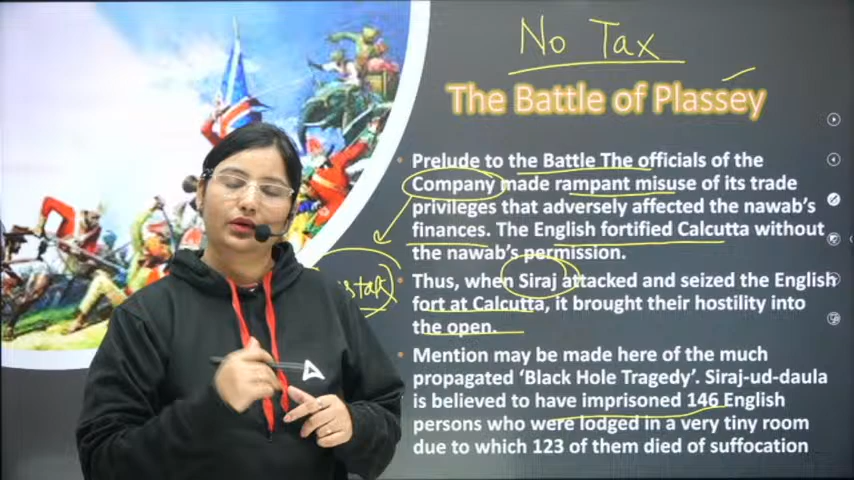 No Tax
The Battle of Plassey
Prelude to the Battle The officials of the
Company made rampant misuse of its trade
privileges that adversely affected the nawab's
finances. The English fortified Calcutta without
the nawab's permission.
Thus, when Siraj attacked and seized the English
fort at Calcutta, it brought their hostility into
the open.
Mention may be made here of the much
propagated 'Black Hole Tragedy'. Siraj-ud-daula
is believed to have imprisoned 146 English
persons who were lodged in a very tiny room
due to which 123 of them died of suffocation